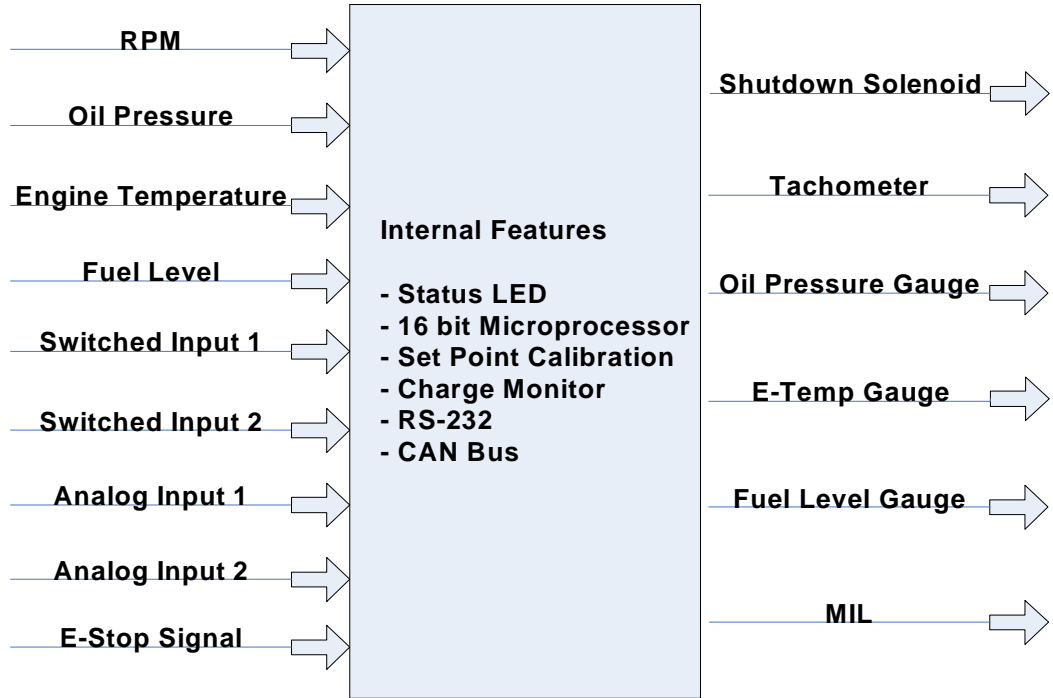 RPM
Oil Pressure
Engine Temperature
Fuel Level
Switched Input 1
Switched Input 2
Analog Input 1
Analog Input 2
E-Stop Signal
Internal Features
- Status LED
- 16 bit Microprocessor
- Set Point Calibration
- Charge Monitor
- RS-232
- CAN Bus
Shutdown Solenoid
Tachometer
Oil Pressure Gauge
E-Temp Gauge
Fuel Level Gauge
MIL